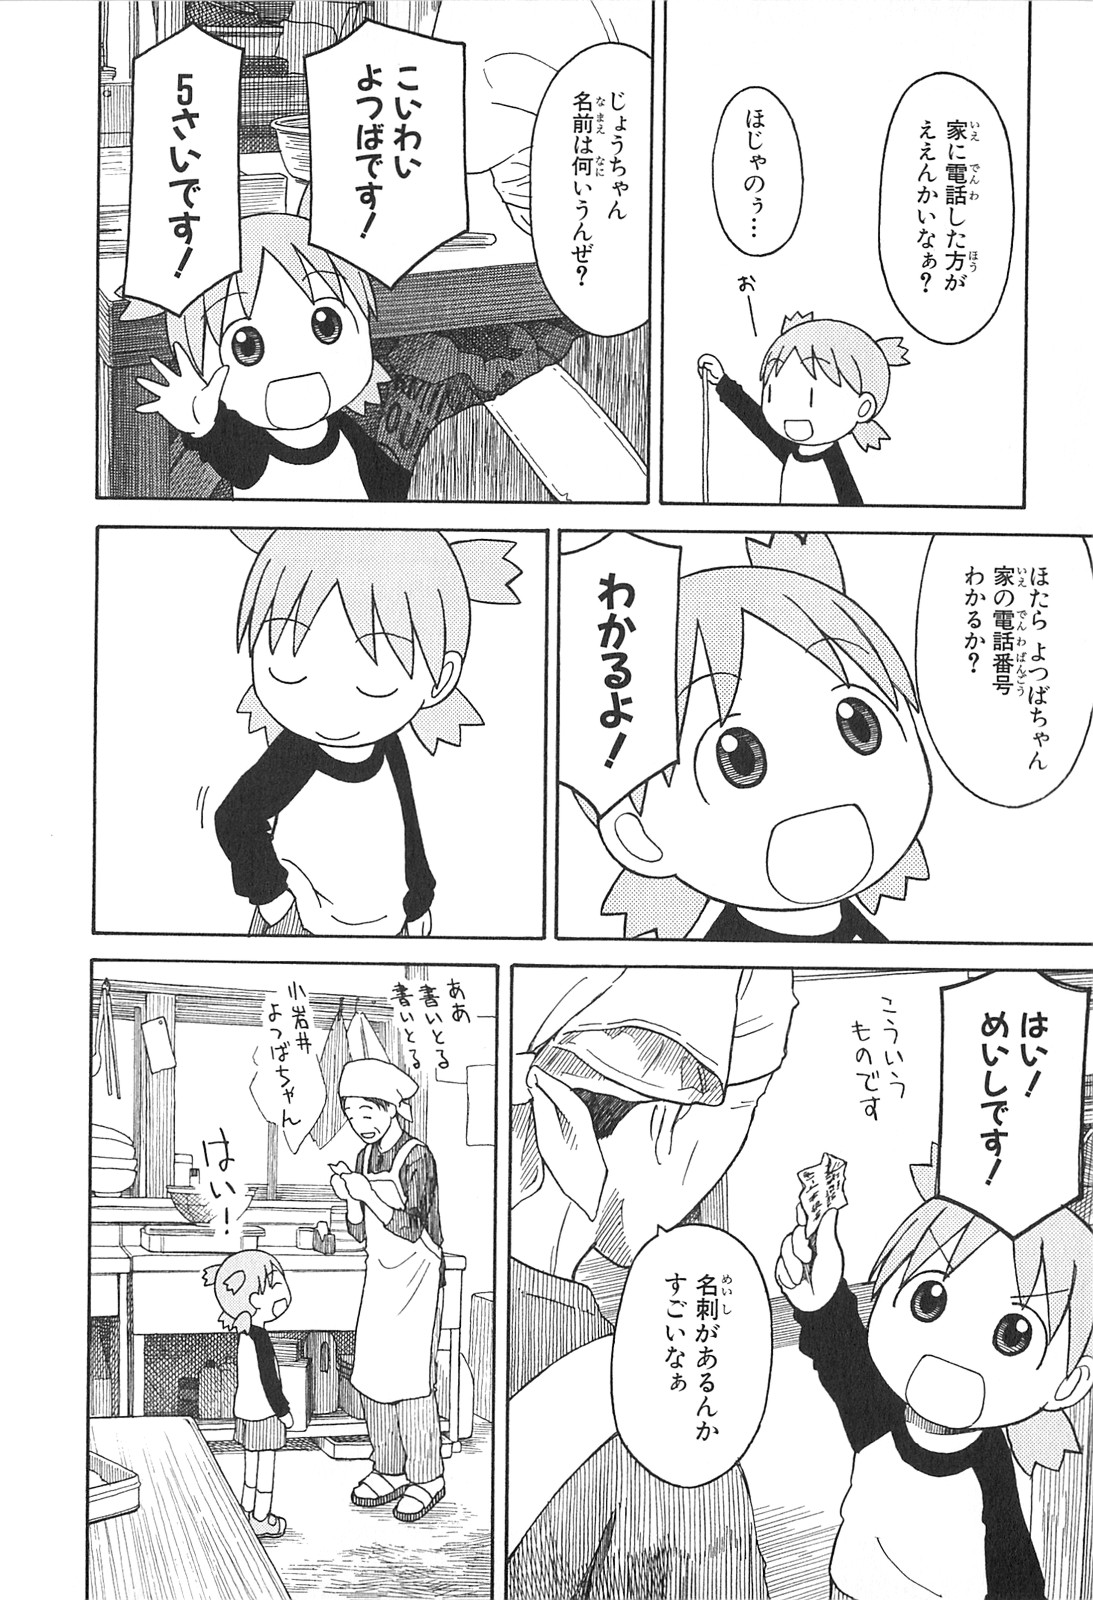 家に電話した方が
ええんかいなぁ？
ほじゃのぅ…
おー
じょうちゃん
名前は何いうんぜ？
こいわい
よつばです！
5さいです！
ほたら よつばちゃん
家の電話番号
わかるか？
わかるよ！
はい！
めいしです！
こういう
ものです
名刺があるんか
すごいなぁ
ああ
書いとる
書いとる
小岩井
よつばちゃん
はい！